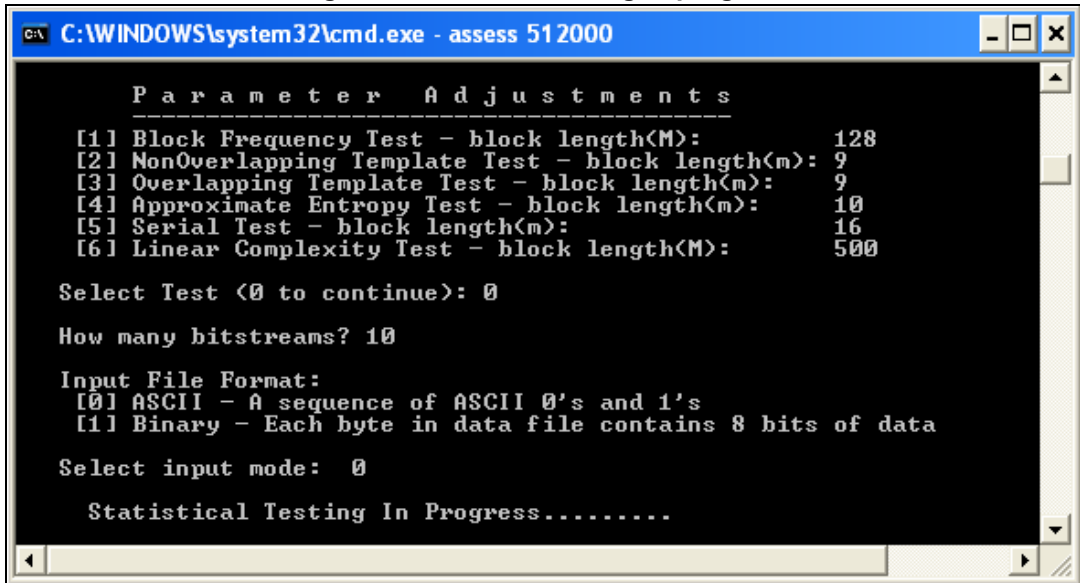 C:\WINDOWS\system32\cmd.exe - assess 512000
P a r a m e t e r   A d j u s t m e n t s
-----------------------------------------
[1] Block Frequency Test - block length(M):         128
[2] NonOverlapping Template Test - block length(m): 9
[3] Overlapping Template Test - block length(m):    9
[4] Approximate Entropy Test - block length(m):     10
[5] Serial Test - block length(m):                  16
[6] Linear Complexity Test - block length(M):       500
Select Test (0 to continue): 0
How many bitstreams? 10
Input File Format:
[0] ASCII - A sequence of ASCII 0's and 1's
[1] Binary - Each byte in data file contains 8 bits of data
Select input mode:  0
Statistical Testing In Progress.........